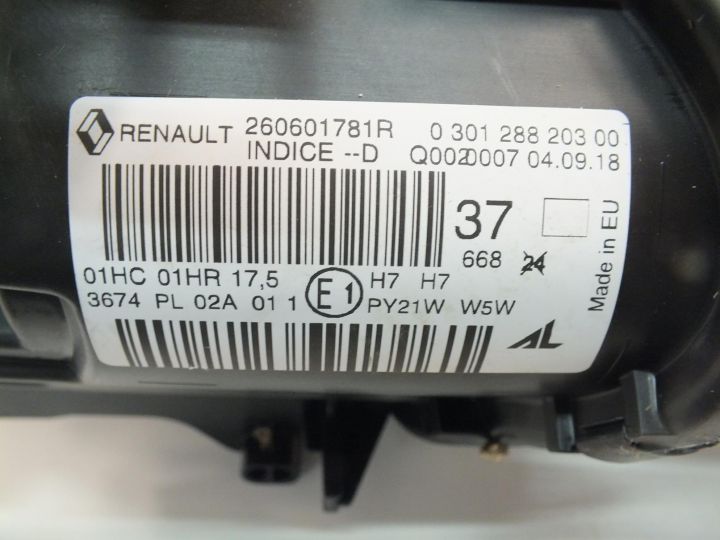 RENAULT 260601781R 0 301 288 203 00
INDICE --D Q0020007 04.09.18
37
668 24
Made in EU
01HC 01HR 17,5 E1 H7 H7
3674 PL 02A 01 1 PY21W W5W
AL